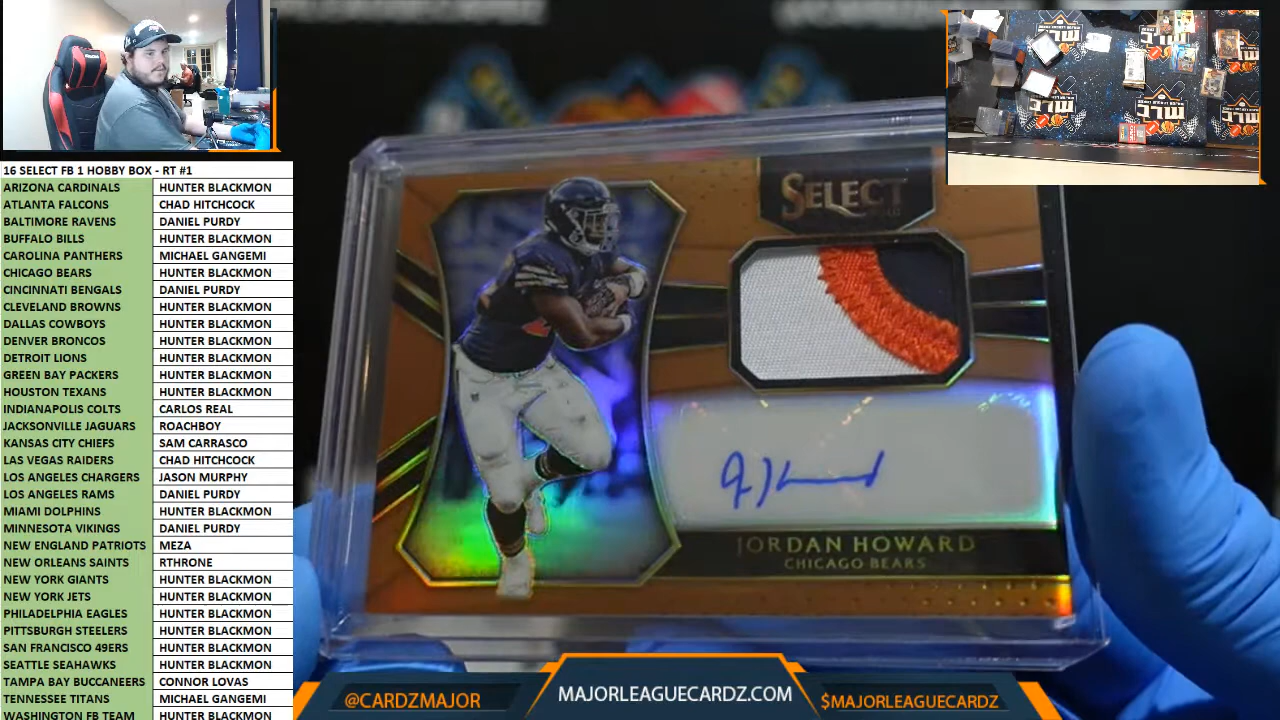 16 SELECT FB 1 HOBBY BOX - RT #1
ARIZONA CARDINALS HUNTER BLACKMON
ATLANTA FALCONS CHAD HITCHCOCK
BALTIMORE RAVENS DANIEL PURDY
BUFFALO BILLS HUNTER BLACKMON
CAROLINA PANTHERS MICHAEL GANGEMI
CHICAGO BEARS HUNTER BLACKMON
CINCINNATI BENGALS DANIEL PURDY
CLEVELAND BROWNS HUNTER BLACKMON
DALLAS COWBOYS HUNTER BLACKMON
DENVER BRONCOS HUNTER BLACKMON
DETROIT LIONS HUNTER BLACKMON
GREEN BAY PACKERS HUNTER BLACKMON
HOUSTON TEXANS HUNTER BLACKMON
INDIANAPOLIS COLTS CARLOS REAL
JACKSONVILLE JAGUARS ROACHBOY
KANSAS CITY CHIEFS SAM CARRASCO
LAS VEGAS RAIDERS CHAD HITCHCOCK
LOS ANGELES CHARGERS JASON MURPHY
LOS ANGELES RAMS DANIEL PURDY
MIAMI DOLPHINS HUNTER BLACKMON
MINNESOTA VIKINGS DANIEL PURDY
NEW ENGLAND PATRIOTS MEZA
NEW ORLEANS SAINTS RTHRONE
NEW YORK GIANTS HUNTER BLACKMON
NEW YORK JETS HUNTER BLACKMON
PHILADELPHIA EAGLES HUNTER BLACKMON
PITTSBURGH STEELERS HUNTER BLACKMON
SAN FRANCISCO 49ERS HUNTER BLACKMON
SEATTLE SEAHAWKS HUNTER BLACKMON
TAMPA BAY BUCCANEERS CONNOR LOVAS
TENNESSEE TITANS MICHAEL GANGEMI
WASHINGTON FB TEAM HUNTER BLACKMON
SELECT
JORDAN HOWARD
CHICAGO BEARS
@CARDZMAJOR
MAJORLEAGUECARDZ.COM
$MAJORLEAGUECARDZ